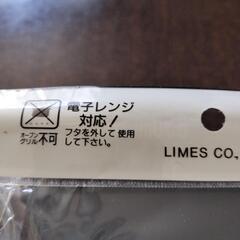 電子レンジ
対応!
オーブン
グリル不可
フタを外して使用
して下さい。
LIMES CO.,